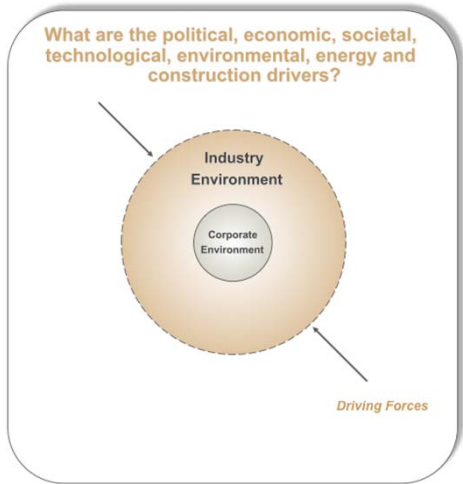 What are the political, economic, societal,
technological, environmental, energy and
construction drivers?
Industry
Environment
Corporate
Environment
Driving Forces